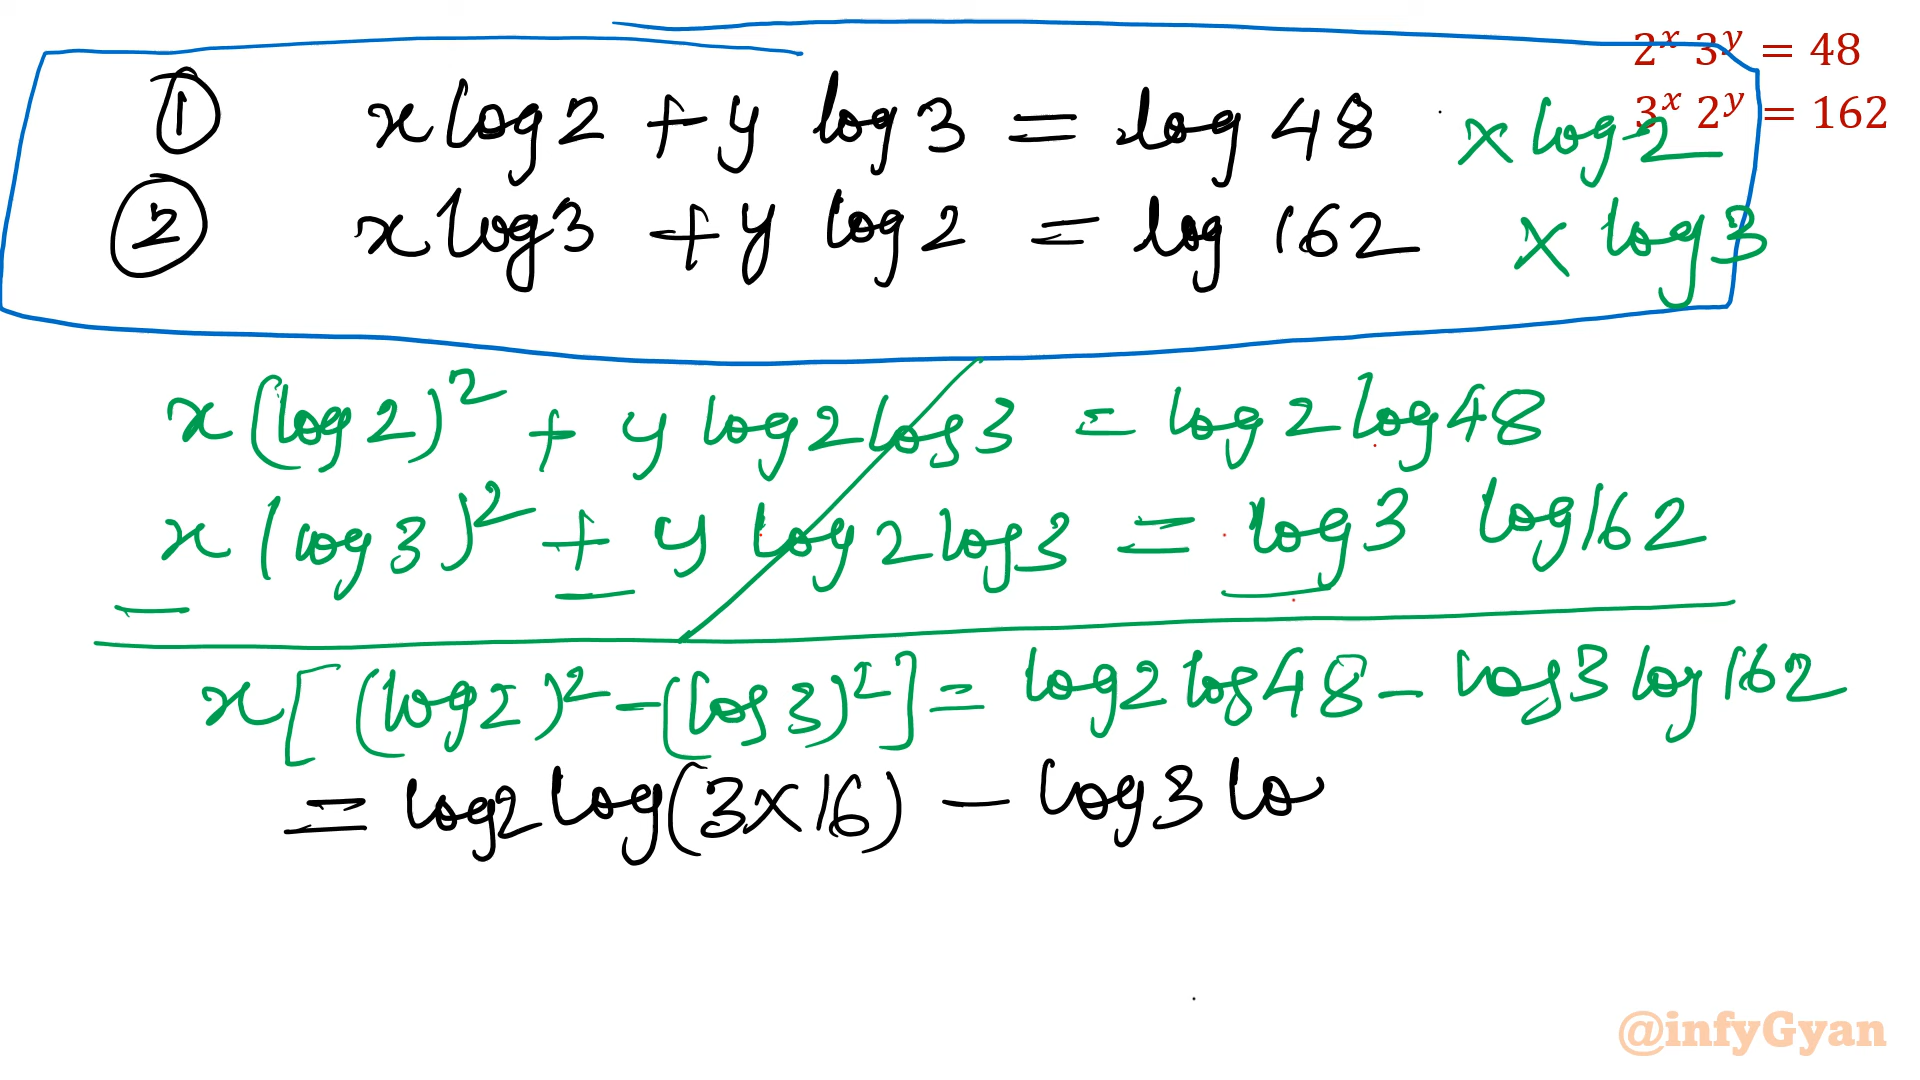 2^x 3^y = 48
3^x 2^y = 162
① x log 2 + y log 3 = log 48 × log 2
② x log 3 + y log 2 = log 162 × log 3
x (log 2)^2 + y log 2 log 3 = log 2 log 48
x (log 3)^2 + y log 2 log 3 = log 3 log 162
x [(log 2)^2 - (log 3)^2] = log 2 log 48 - log 3 log 162
= log 2 log (3 × 16) - log 3 lo
@infyGyan